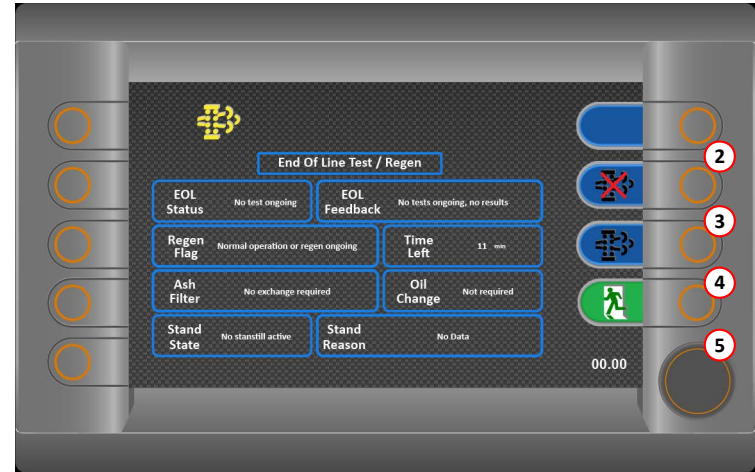 End Of Line Test / Regen
EOL
Status
No test ongoing
EOL
Feedback
No tests ongoing, no results
Regen
Flag
Normal operation or regen ongoing
Time
Left
11 min
Ash
Filter
No exchange required
Oil
Change
Not required
Stand
State
No stanstill active
Stand
Reason
No Data
00.00
2
3
4
5